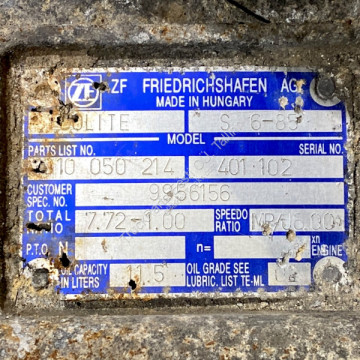 ZF FRIEDRICHSHAFEN AG
MADE IN HUNGARY
S 6-85
MODEL
PARTS LIST NO. SERIAL NO.
10 050 214 401 102
CUSTOMER SPEC. NO. 9956156
TOTAL RATIO 7.72-1.00 SPEEDO RATIO
P.T.O. N n= xn ENGINE
OIL CAPACITY IN LITERS 11.5 OIL GRADE SEE LUBRIC. LIST TE-ML